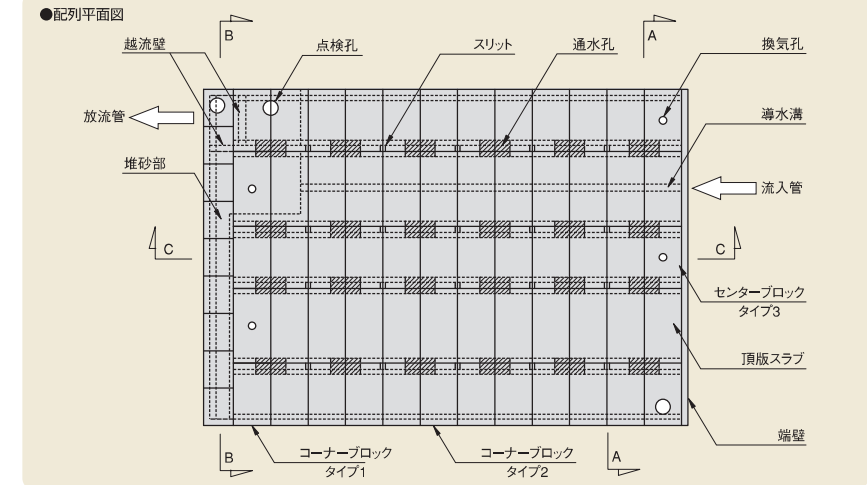 ●配列平面図
B
A
越流壁
点検孔
スリット
通水孔
換気孔
放流管
導水溝
堆砂部
流入管
C
C
センターブロック
タイプ3
頂版スラブ
端壁
B
コーナーブロック
タイプ1
コーナーブロック
タイプ2
A